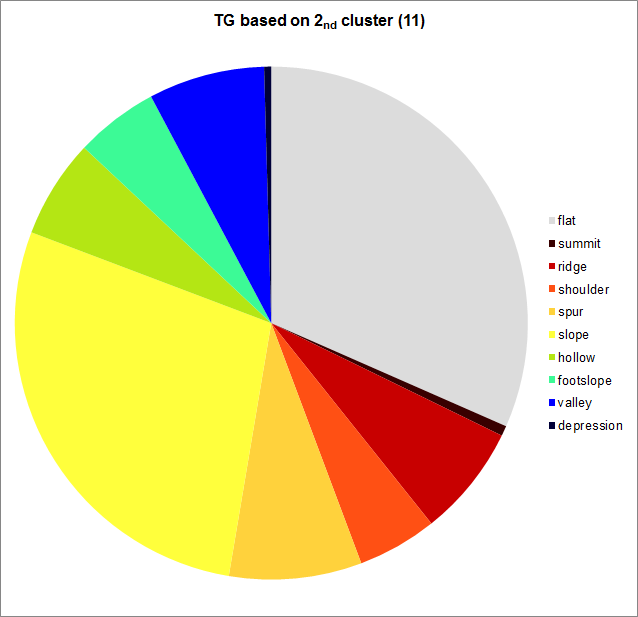 TG based on 2nd cluster (11)
flat
summit
ridge
shoulder
spur
slope
hollow
footslope
valley
depression